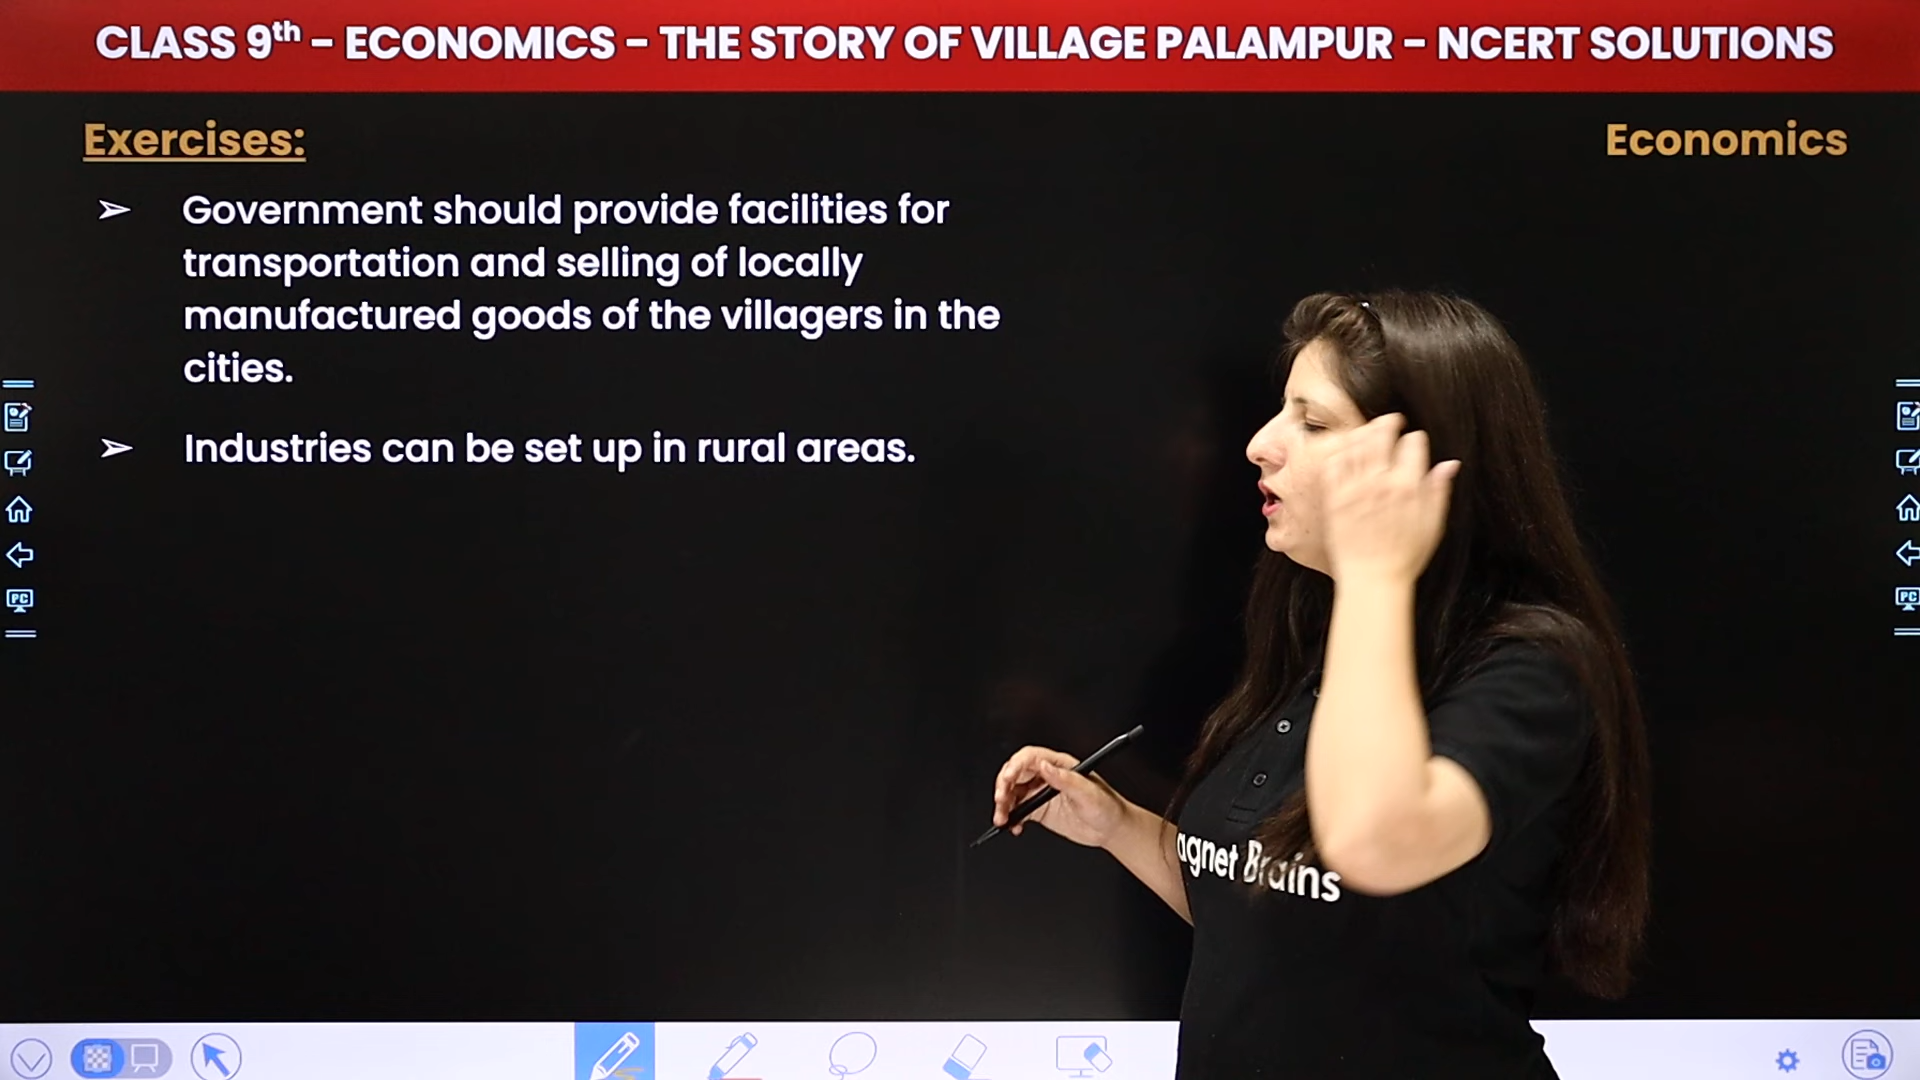 CLASS 9th – ECONOMICS – THE STORY OF VILLAGE PALAMPUR – NCERT SOLUTIONS
Exercises:
Economics
➢ Government should provide facilities for
transportation and selling of locally
manufactured goods of the villagers in the
cities.
➢ Industries can be set up in rural areas.
PC
PC
agnet Brains